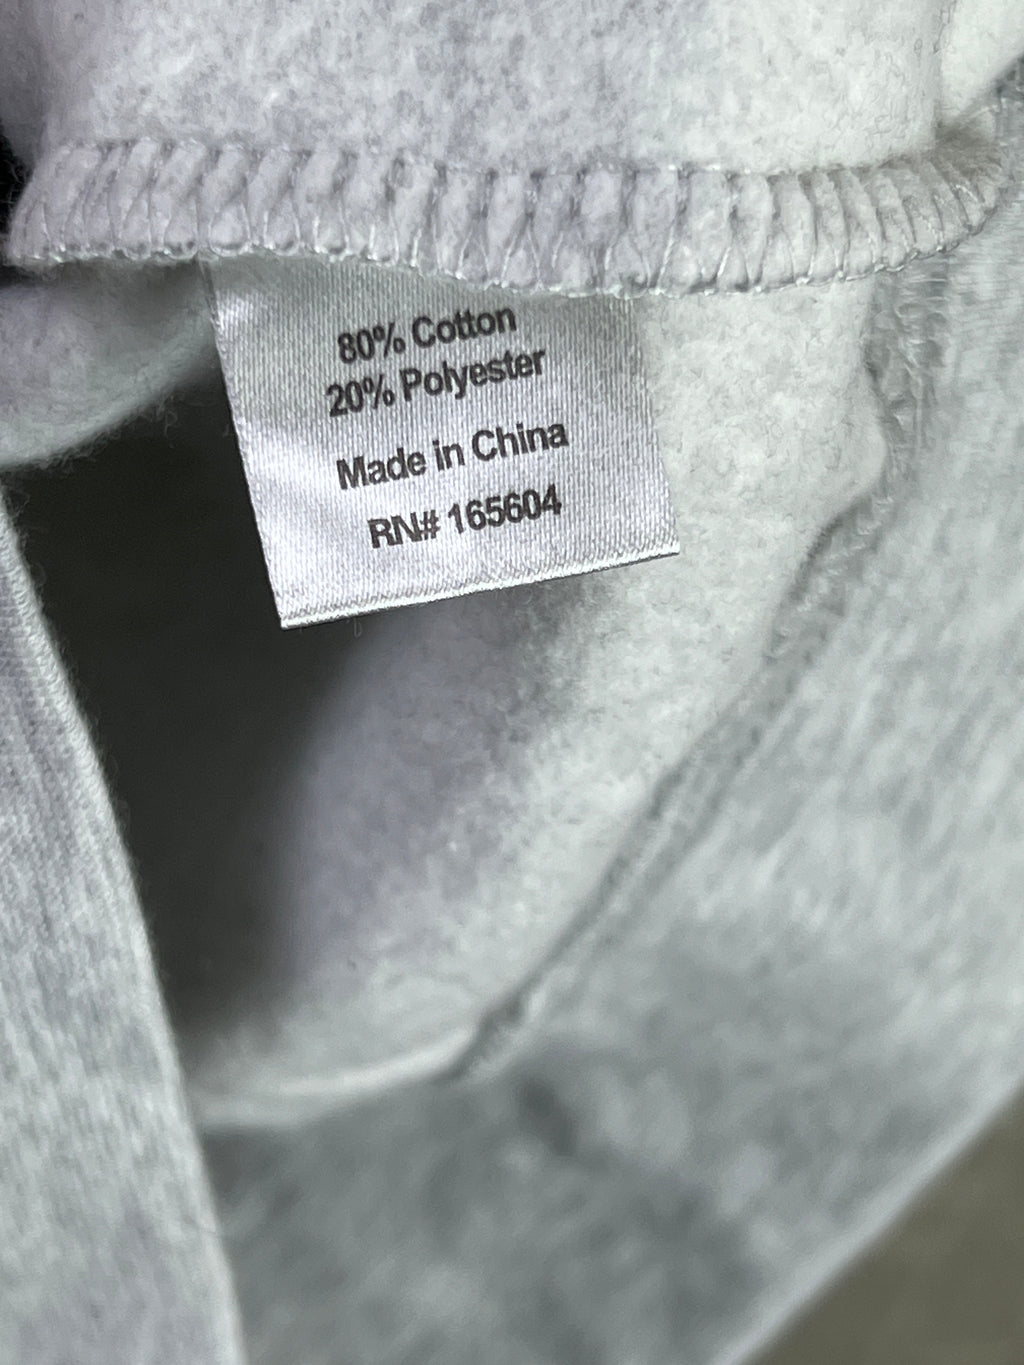 80% Cotton
20% Polyester
Made in China
RN# 165604